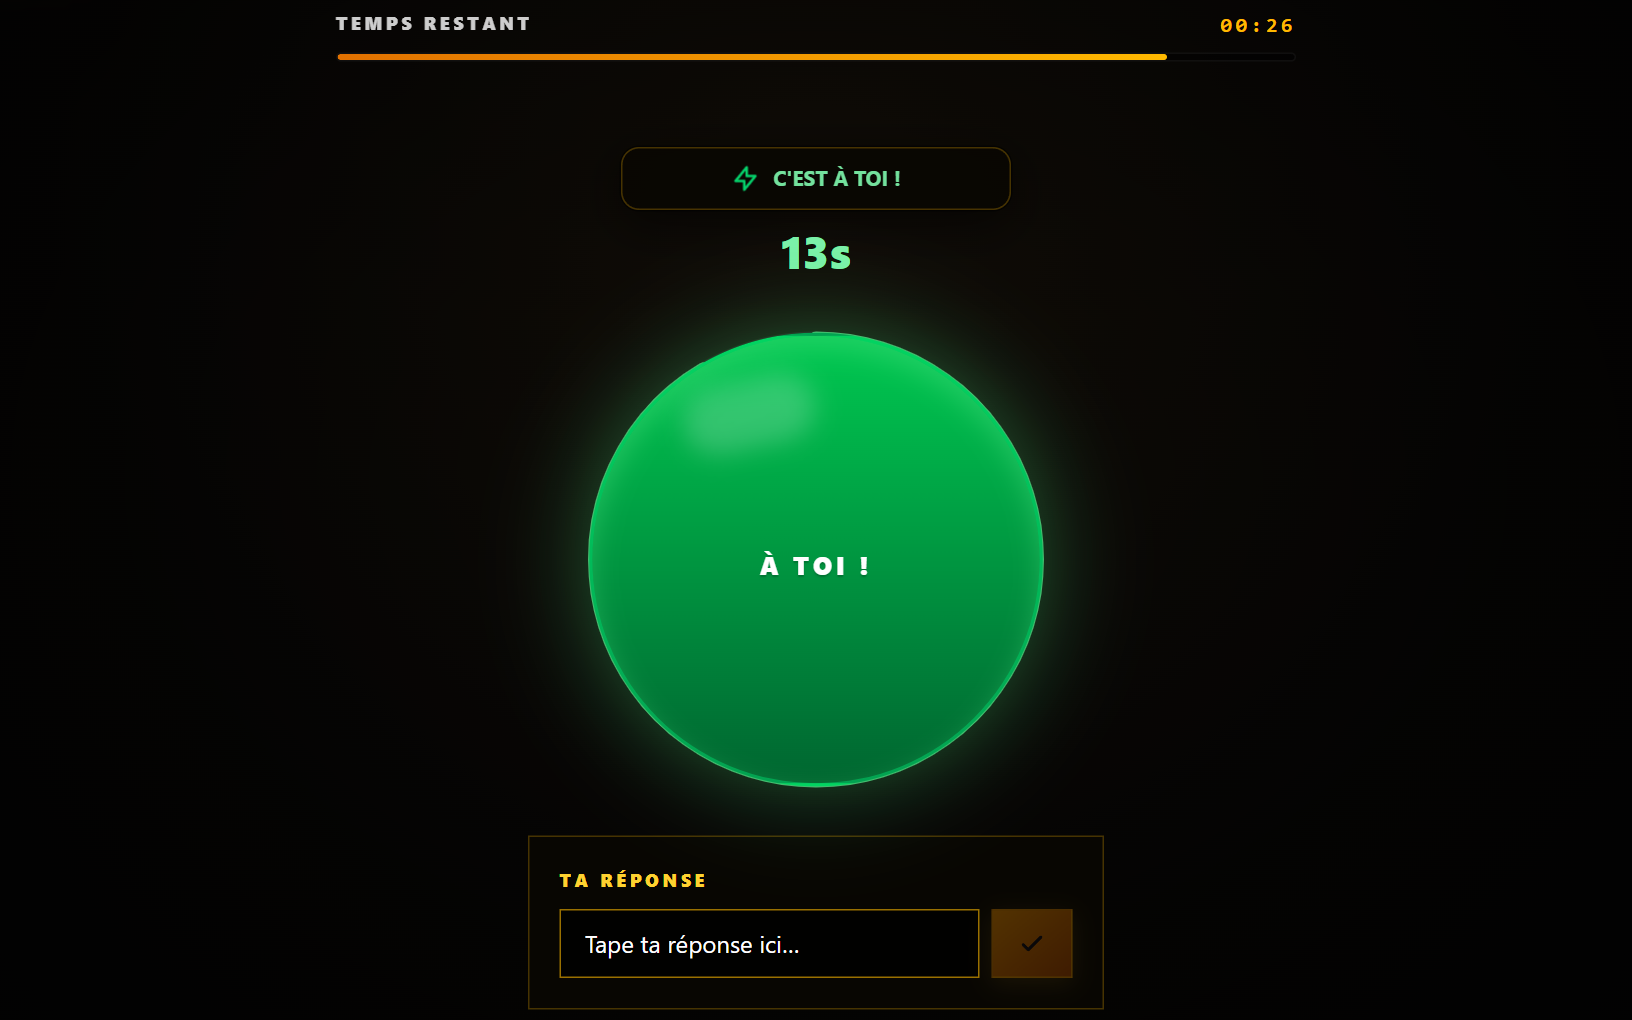 TEMPS RESTANT
00:26
C'EST À TOI !
13s
À TOI !
TA RÉPONSE
Tape ta réponse ici...